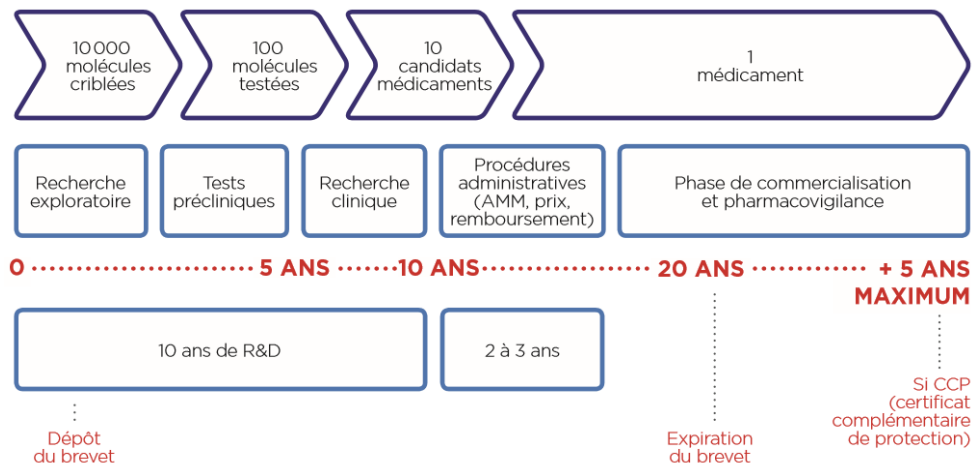 10 000
molécules
criblées
100
molécules
testées
10
candidats
médicaments
1
médicament
Recherche
exploratoire
Tests
précliniques
Recherche
clinique
Procédures
administratives
(AMM, prix,
remboursement)
Phase de commercialisation
et pharmacovigilance
0 5 ANS 10 ANS 20 ANS + 5 ANS
MAXIMUM
10 ans de R&D
2 à 3 ans
Dépôt
du brevet
Expiration
du brevet
Si CCP
(certificat
complémentaire
de protection)